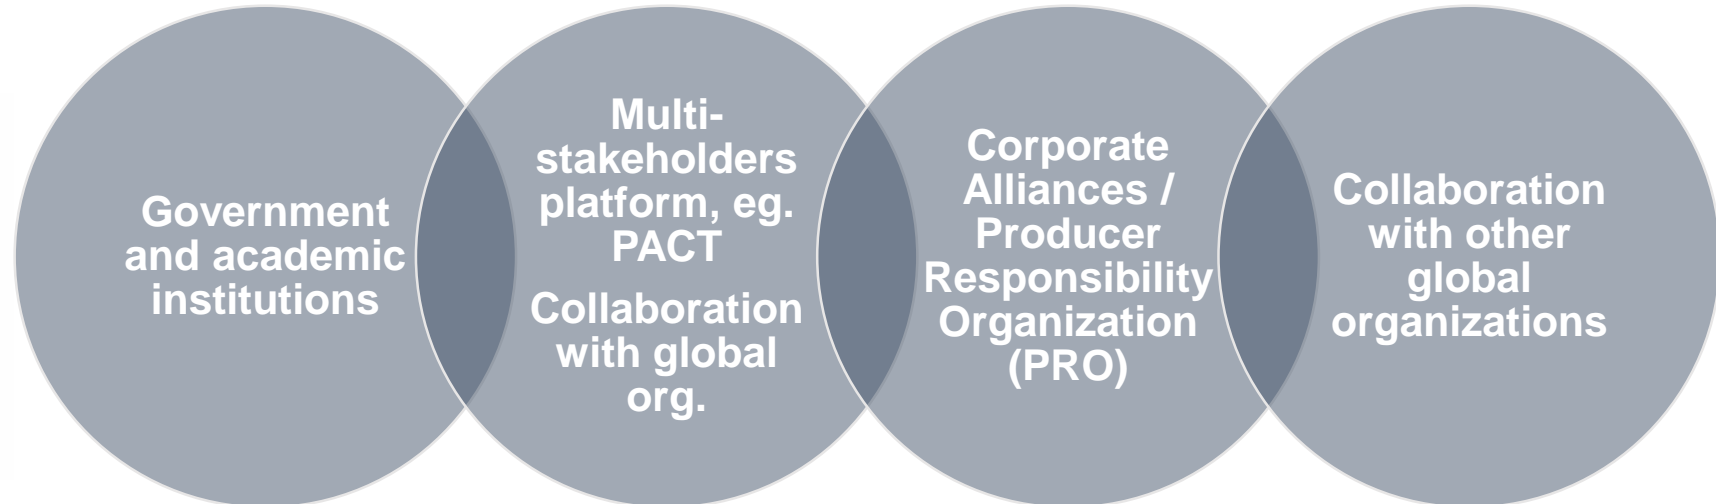 Government
and academic
institutions
Multi-
stakeholders
platform, eg.
PACT
Collaboration
with global
org.
Corporate
Alliances /
Producer
Responsibility
Organization
(PRO)
Collaboration
with other
global
organizations